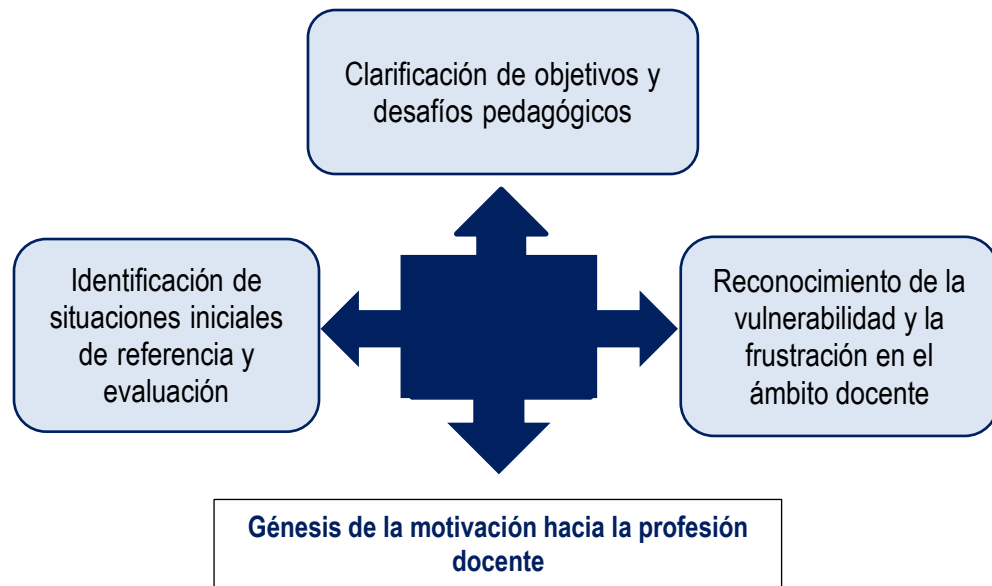 Clarificación de objetivos y
desafíos pedagógicos
Identificación de
situaciones iniciales
de referencia y
evaluación
Reconocimiento de la
vulnerabilidad y la
frustración en el
ámbito docente
Génesis de la motivación hacia la profesión
docente